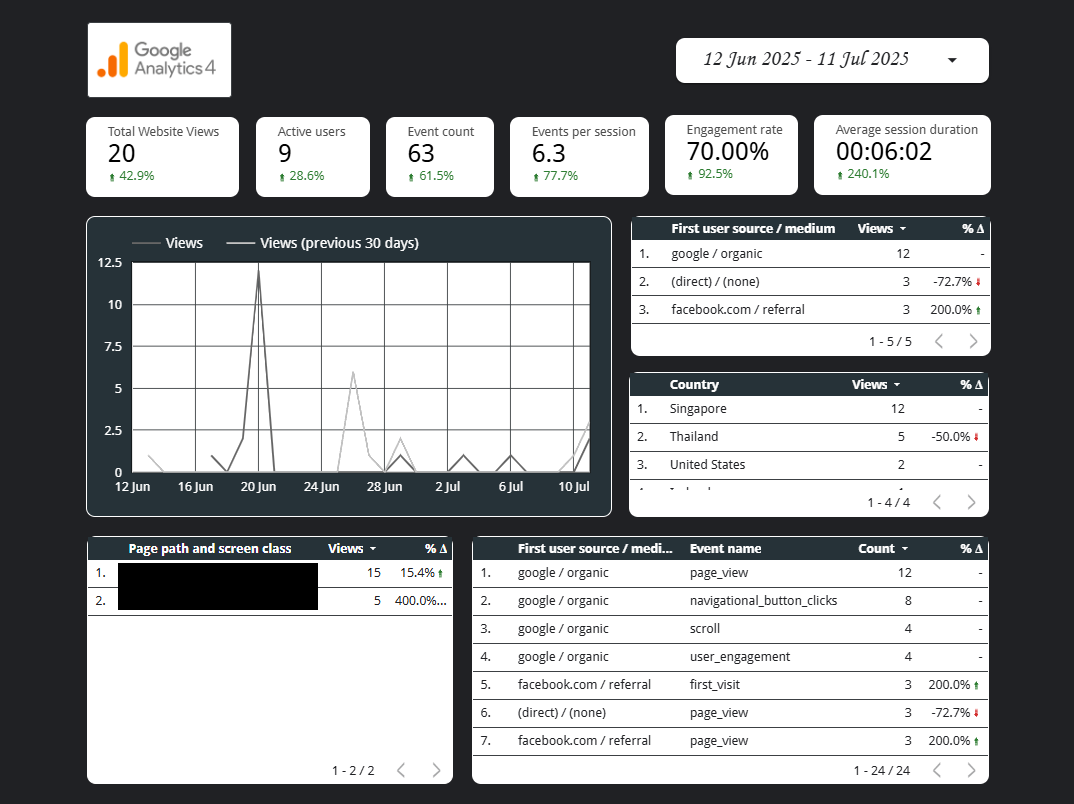 Google
Analytics 4
12 Jun 2025 - 11 Jul 2025
Total Website Views
20
42.9%
Active users
9
28.6%
Event count
63
61.5%
Events per session
6.3
77.7%
Engagement rate
70.00%
92.5%
Average session duration
00:06:02
240.1%
Views Views (previous 30 days)
12.5
10
7.5
5
2.5
0
12 Jun 16 Jun 20 Jun 24 Jun 28 Jun 2 Jul 6 Jul 10 Jul
First user source / medium Views % Δ
1. google / organic 12 -
2. (direct) / (none) 3 -72.7%
3. facebook.com / referral 3 200.0%
1 - 5 / 5
Country Views % Δ
1. Singapore 12 -
2. Thailand 5 -50.0%
3. United States 2 -
1 - 4 / 4
Page path and screen class Views % Δ
1. 15 15.4%
2. 5 400.0%...
1 - 2 / 2
First user source / medi... Event name Count % Δ
1. google / organic page_view 12 -
2. google / organic navigational_button_clicks 8 -
3. google / organic scroll 4 -
4. google / organic user_engagement 4 -
5. facebook.com / referral first_visit 3 200.0%
6. (direct) / (none) page_view 3 -72.7%
7. facebook.com / referral page_view 3 200.0%
1 - 24 / 24